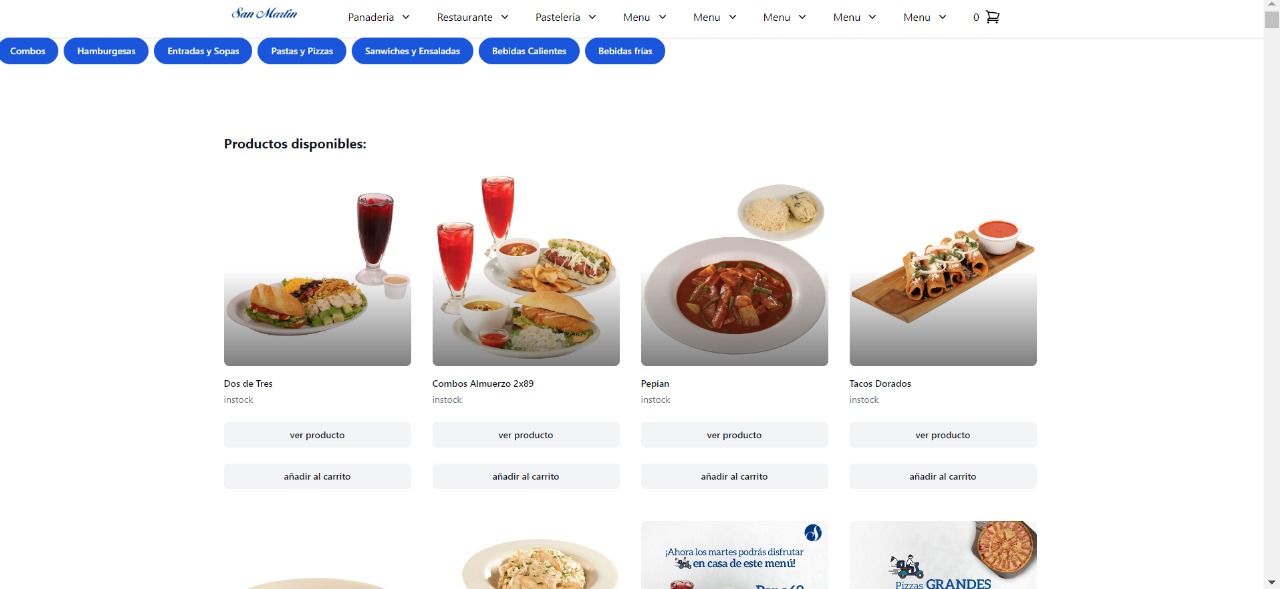 San Martin
Panaderia Restaurante Pasteleria Menu Menu Menu Menu Menu 0
Combos Hamburgesas Entradas y Sopas Pastas y Pizzas Sanwiches y Ensaladas Bebidas Calientes Bebidas frías
Productos disponibles:
Dos de Tres Combos Almuerzo 2x89 Pepian Tacos Dorados
instock instock instock instock
ver producto ver producto ver producto ver producto
añadir al carrito añadir al carrito añadir al carrito añadir al carrito
¡Ahora los martes podrás disfrutar
en casa de este menú!
Pizzas GRANDES